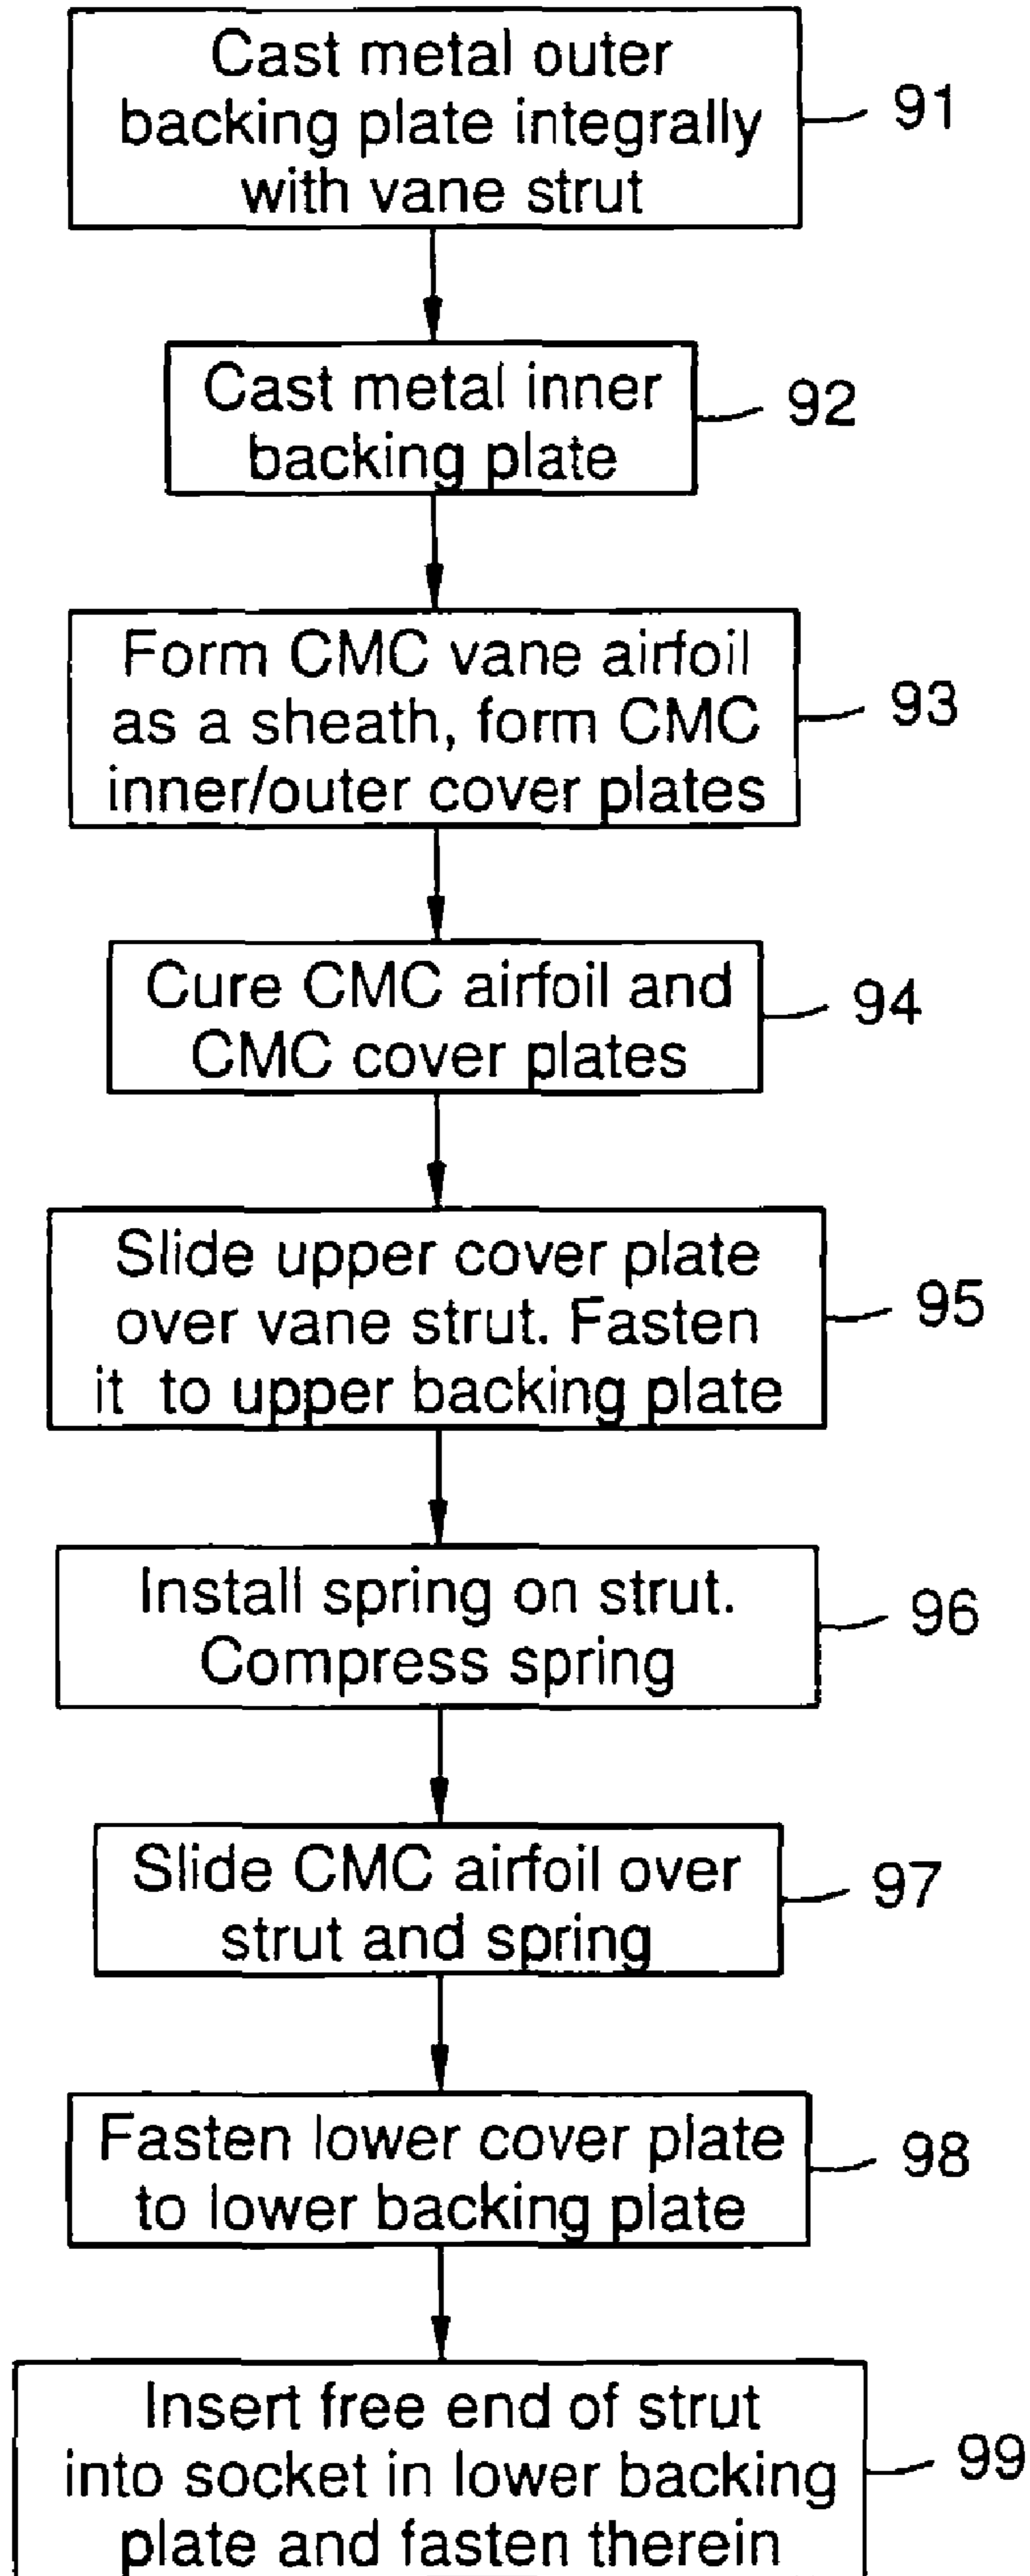 Cast metal outer
backing plate integrally
with vane strut
91
Cast metal inner
backing plate
92
Form CMC vane airfoil
as a sheath, form CMC
inner/outer cover plates
93
Cure CMC airfoil and
CMC cover plates
94
Slide upper cover plate
over vane strut. Fasten
it to upper backing plate
95
Install spring on strut.
Compress spring
96
Slide CMC airfoil over
strut and spring
97
Fasten lower cover plate
to lower backing plate
98
Insert free end of strut
into socket in lower backing
plate and fasten therein
99